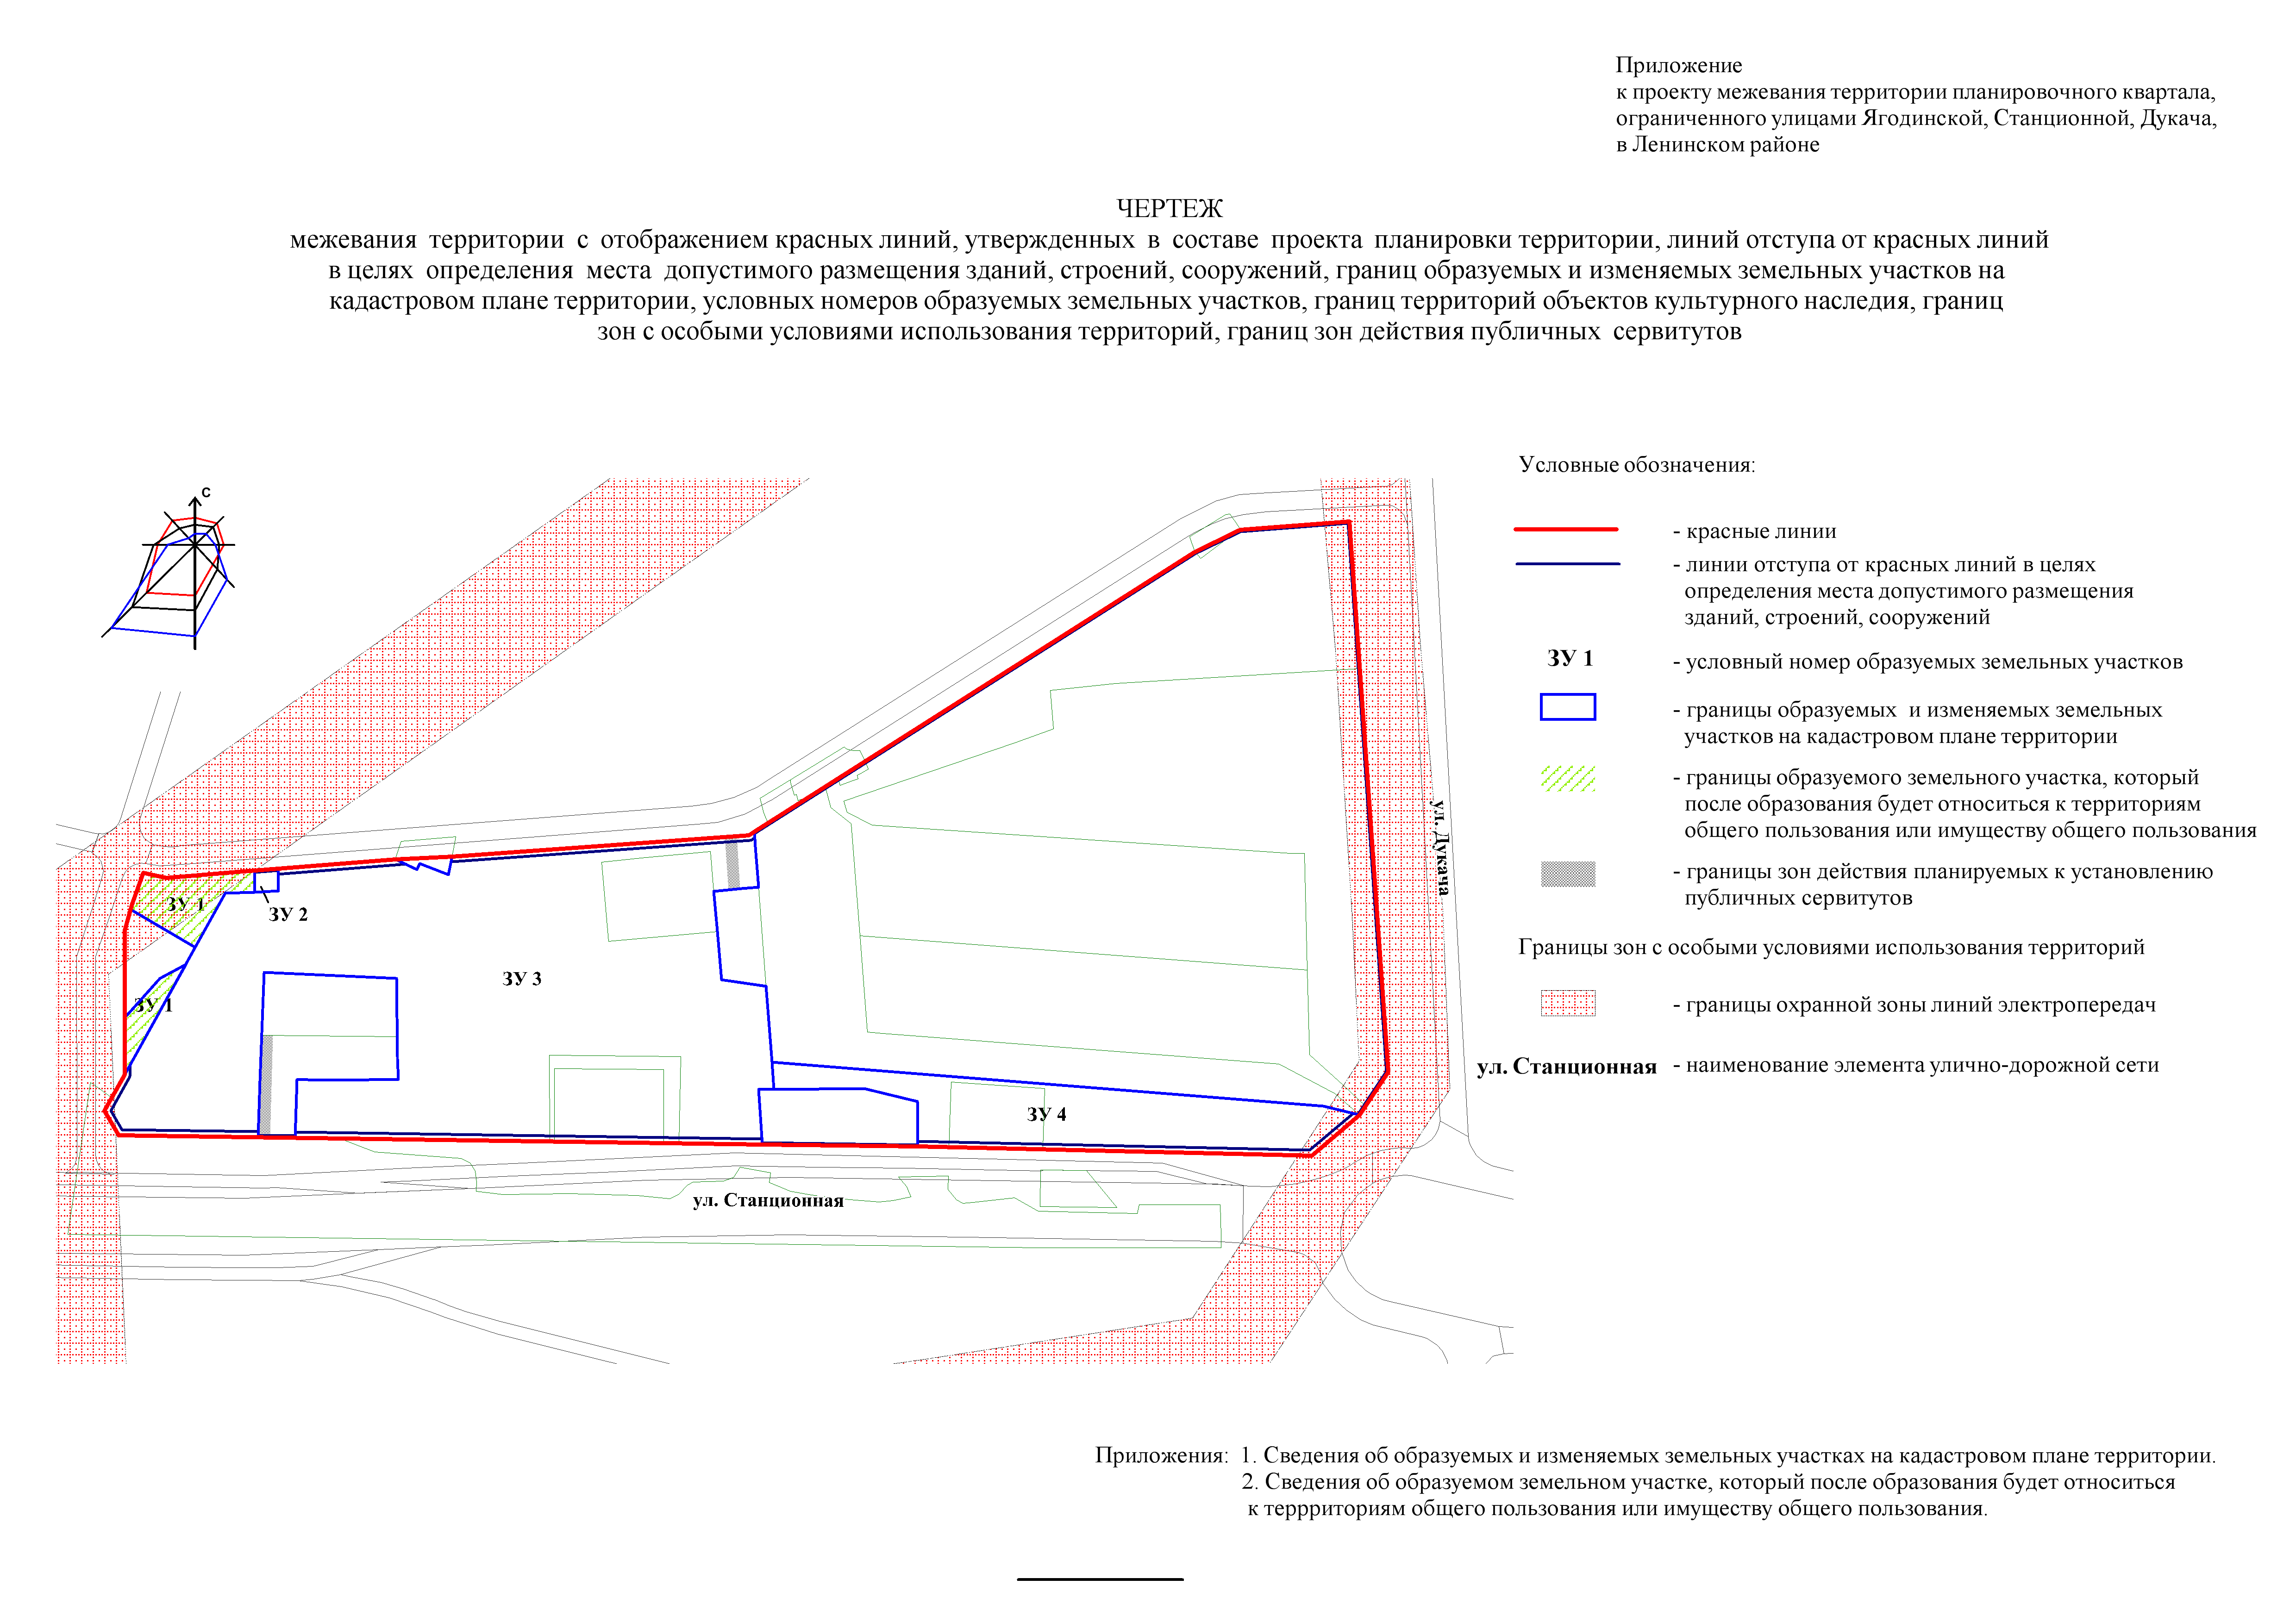 Приложение
к проекту межевания территории планировочного квартала,
ограниченного улицами Ягодинской, Станционной, Дукача,
в Ленинском районе
ЧЕРТЕЖ
межевания территории с отображением красных линий, утвержденных в составе проекта планировки территории, линий отступа от красных линий
в целях определения места допустимого размещения зданий, строений, сооружений, границ образуемых и изменяемых земельных участков на
кадастровом плане территории, условных номеров образуемых земельных участков, границ территорий объектов культурного наследия, границ
зон с особыми условиями использования территорий, границ зон действия публичных сервитутов
С
ЗУ 1
ЗУ 2
ЗУ 3
ЗУ 1
ЗУ 4
ул. Дукача
ул. Станционная
Условные обозначения:
- красные линии
- линии отступа от красных линий в целях
определения места допустимого размещения
зданий, строений, сооружений
ЗУ 1 - условный номер образуемых земельных участков
- границы образуемых и изменяемых земельных
участков на кадастровом плане территории
- границы образуемого земельного участка, который
после образования будет относиться к территориям
общего пользования или имуществу общего пользования
- границы зон действия планируемых к установлению
публичных сервитутов
Границы зон с особыми условиями использования территорий
- границы охранной зоны линий электропередач
ул. Станционная - наименование элемента улично-дорожной сети
Приложения: 1. Сведения об образуемых и изменяемых земельных участках на кадастровом плане территории.
2. Сведения об образуемом земельном участке, который после образования будет относиться
к террриториям общего пользования или имуществу общего пользования.